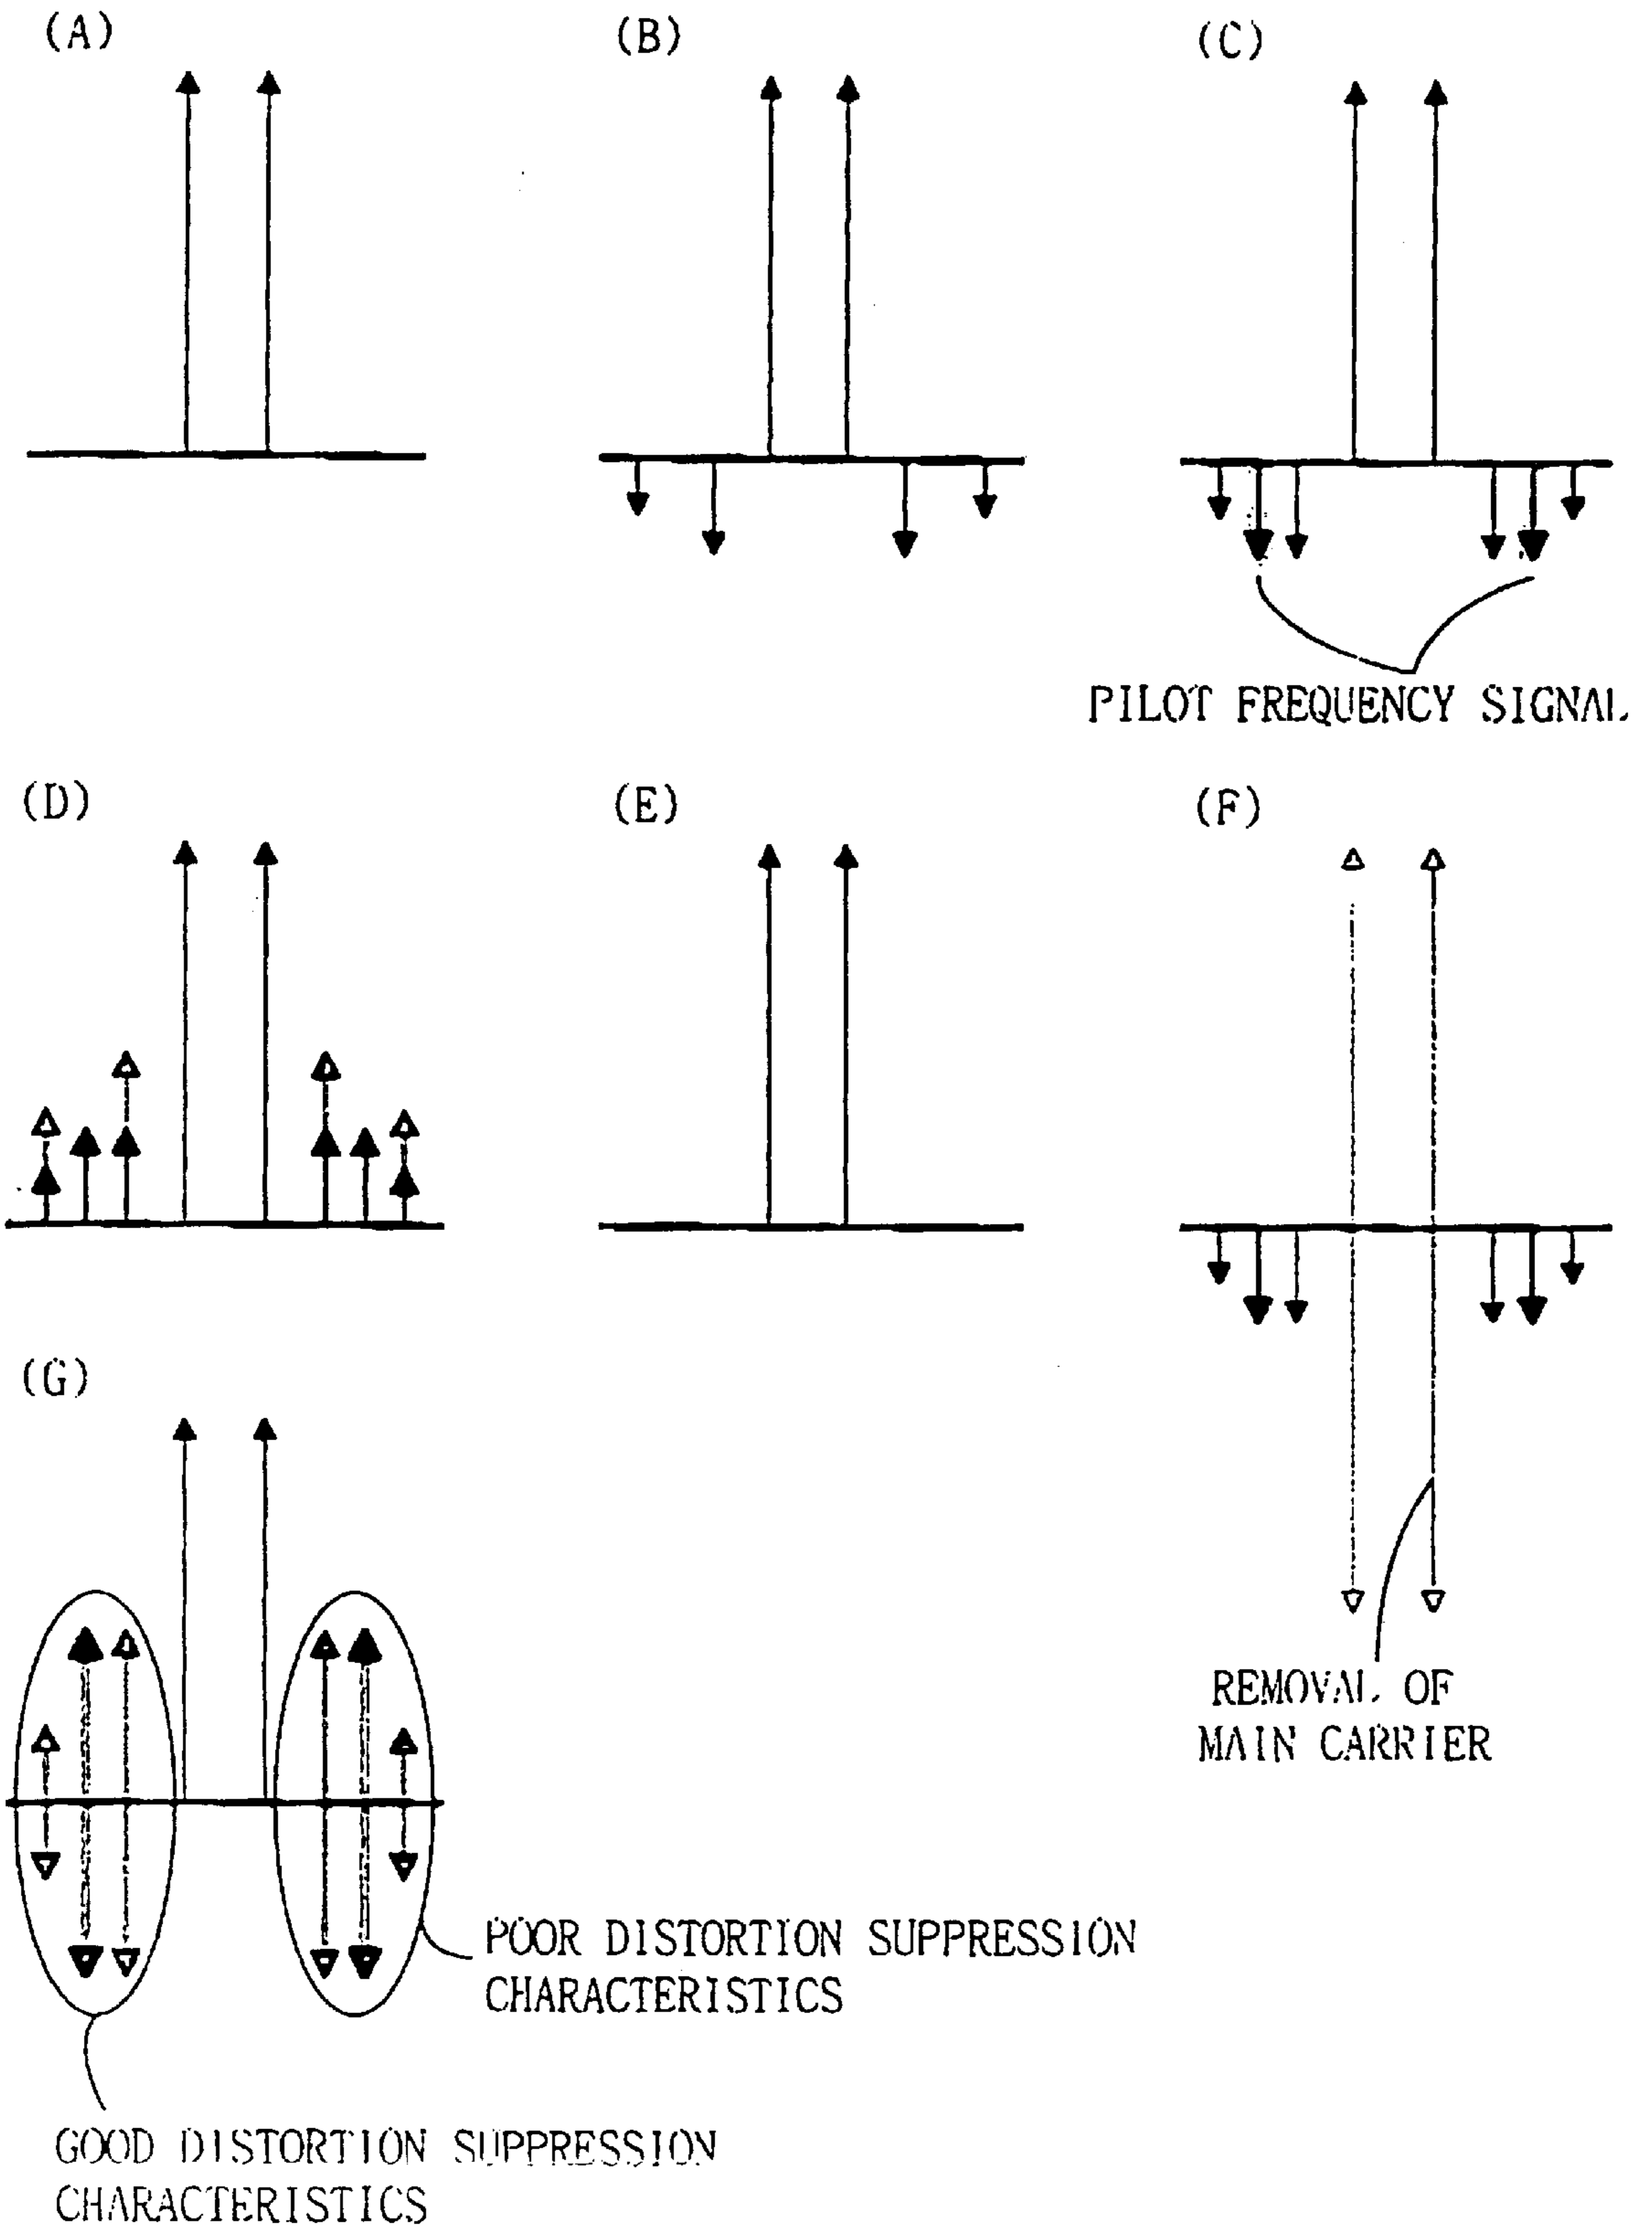 (A)
(B)
(C)
PILOT FREQUENCY SIGNAL
(D)
(E)
(F)
(G)
REMOVAL OF
MAIN CARRIER
POOR DISTORTION SUPPRESSION
CHARACTERISTICS
GOOD DISTORTION SUPPRESSION
CHARACTERISTICS